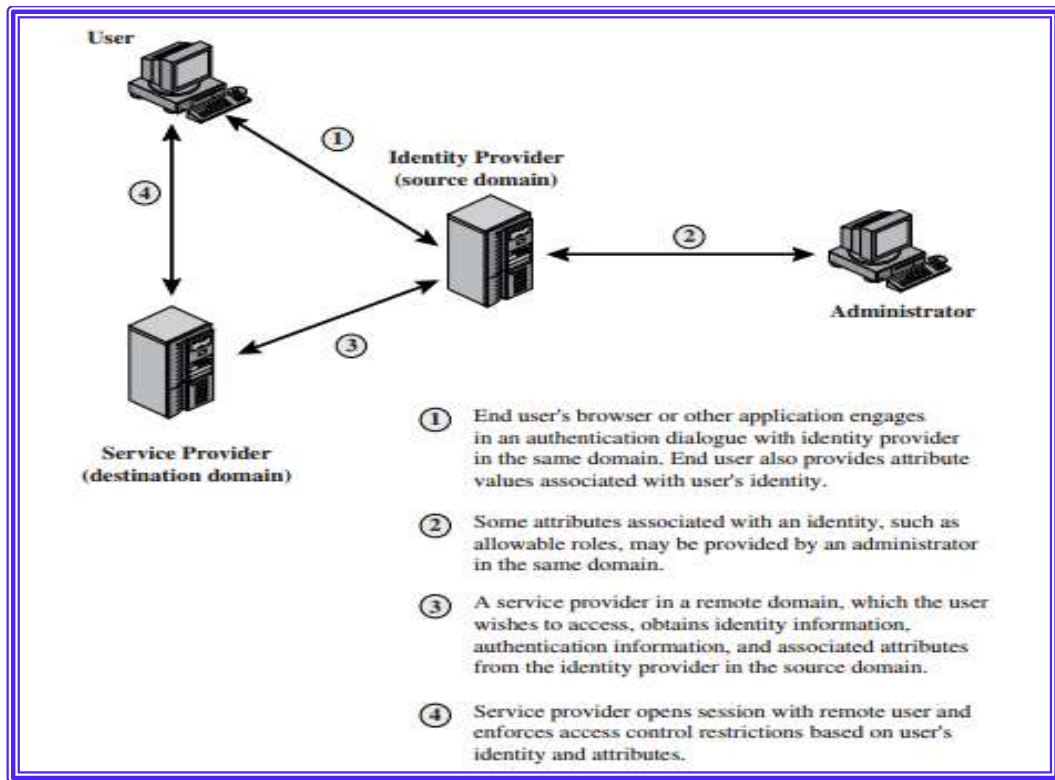 User
1
Identity Provider
(source domain)
4
2
Administrator
3
Service Provider
(destination domain)
1 End user's browser or other application engages
in an authentication dialogue with identity provider
in the same domain. End user also provides attribute
values associated with user's identity.
2 Some attributes associated with an identity, such as
allowable roles, may be provided by an administrator
in the same domain.
3 A service provider in a remote domain, which the user
wishes to access, obtains identity information,
authentication information, and associated attributes
from the identity provider in the source domain.
4 Service provider opens session with remote user and
enforces access control restrictions based on user's
identity and attributes.